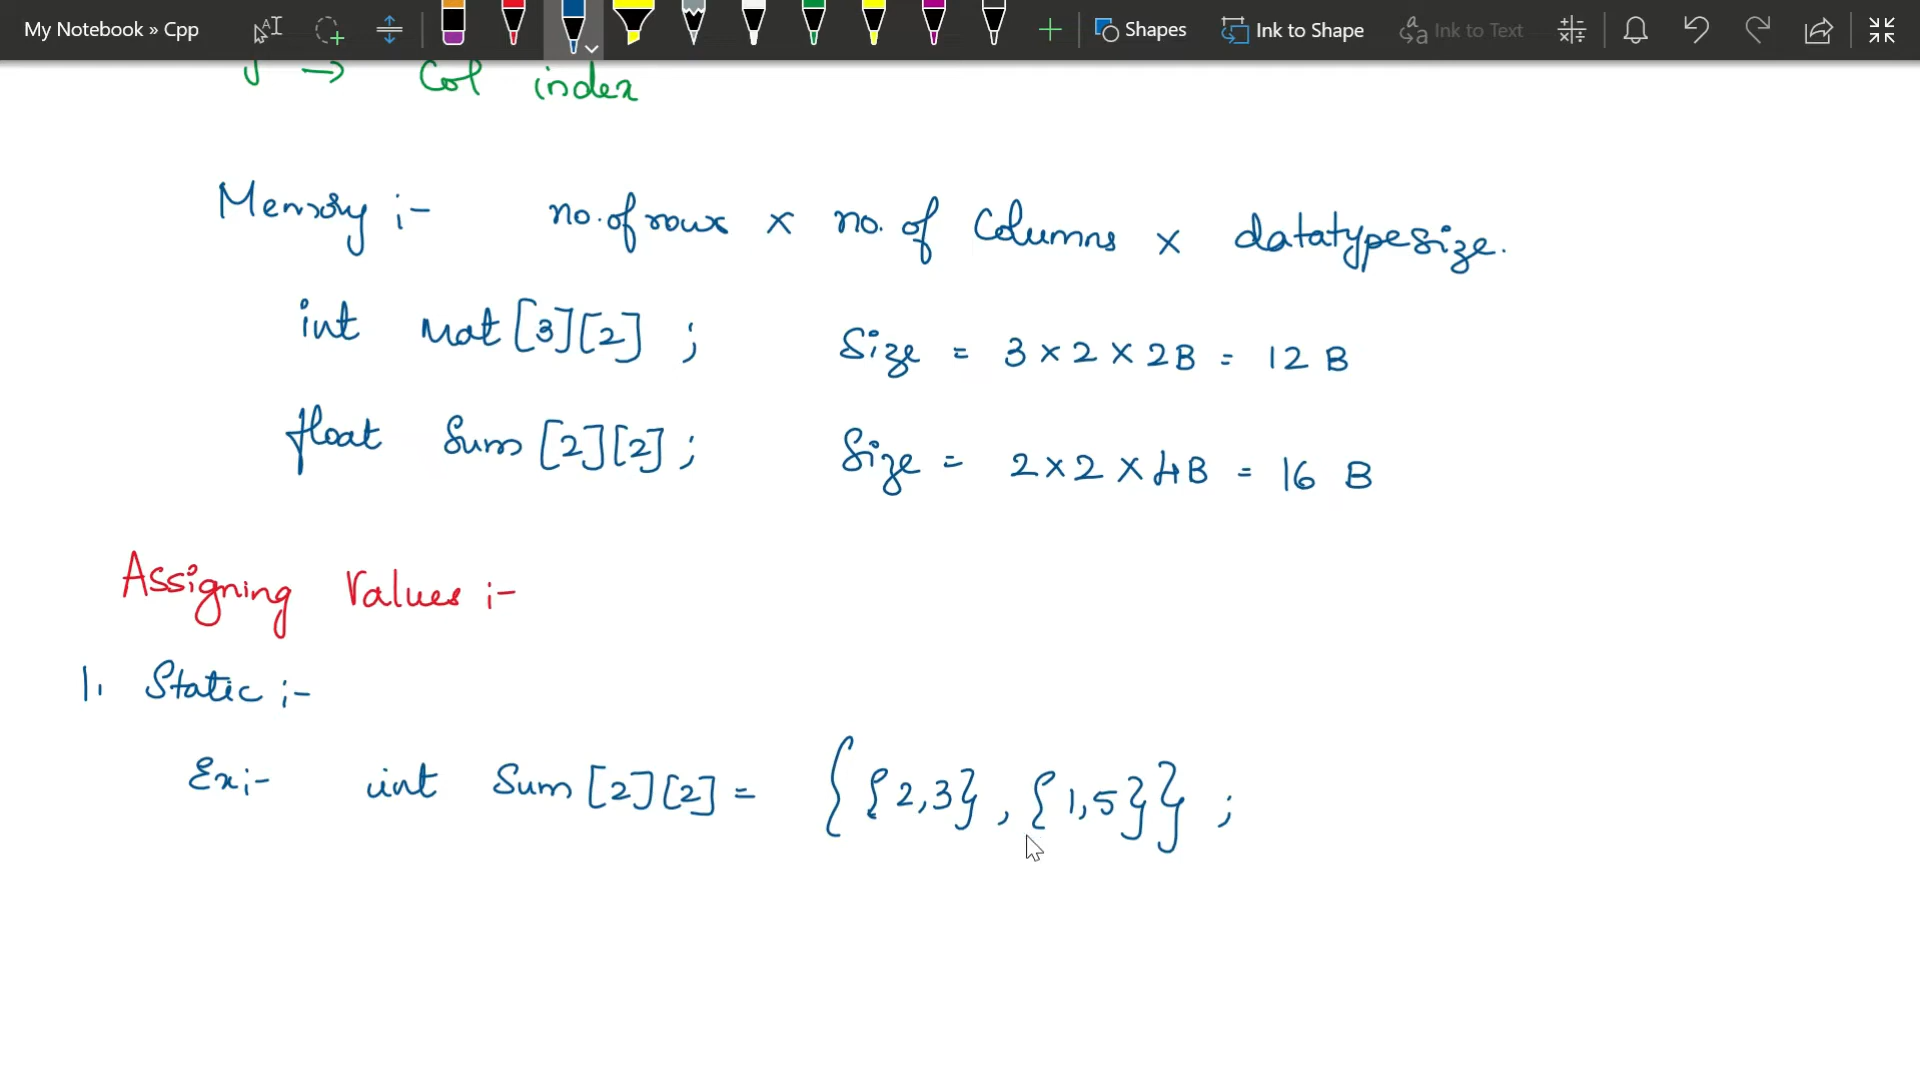 My Notebook » Cpp Shapes Ink to Shape Ink to Text
j → Col index
Memory :- no. of rows × no. of Columns × datatypesize.
int mat [3][2] ; Size = 3 × 2 × 2B = 12 B
float Sum [2][2] ; Size = 2 × 2 × 4B = 16 B
Assigning Values :-
1. Static :-
Ex :- int Sum [2][2] = { {2,3} , {1,5} } ;